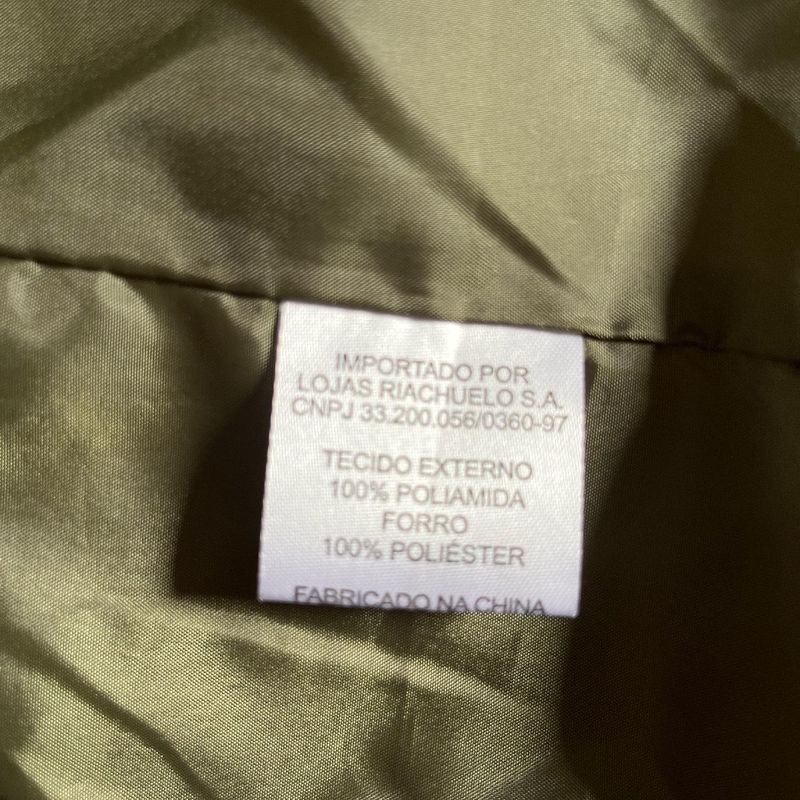 IMPORTADO POR
LOJAS RIACHUELO S.A.
CNPJ 33.200.056/0360-97
TECIDO EXTERNO
100% POLIAMIDA
FORRO
100% POLIÉSTER
FABRICADO NA CHINA